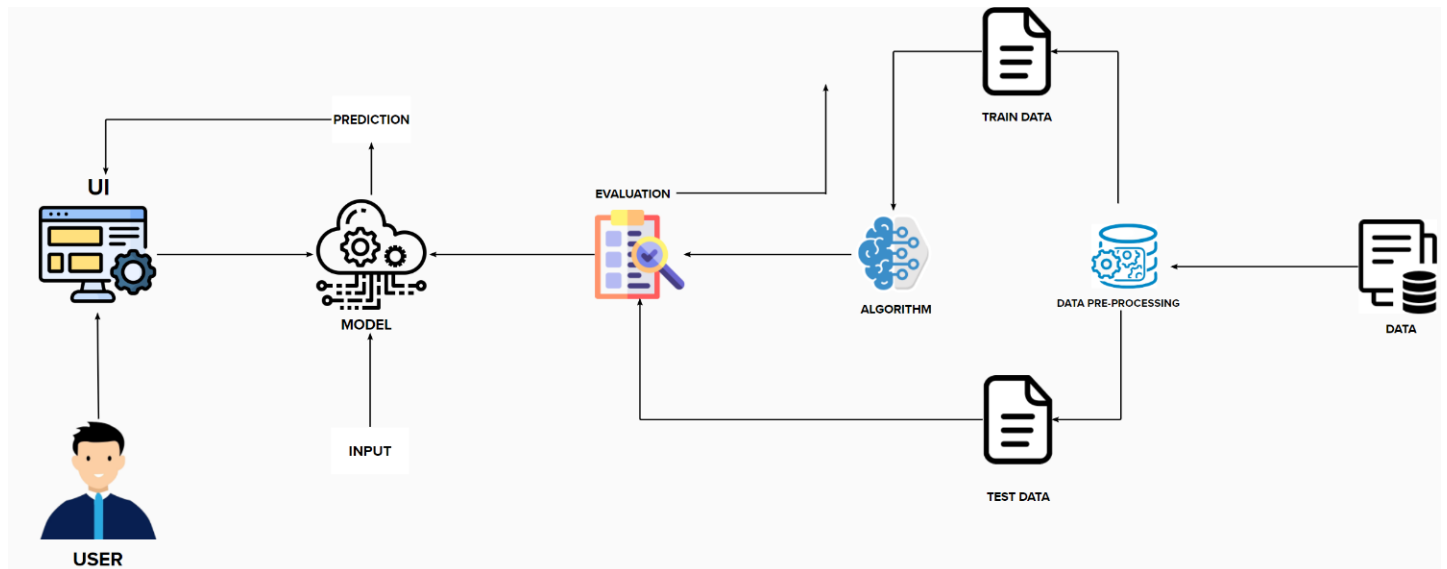 TRAIN DATA
PREDICTION
UI
EVALUATION
MODEL
ALGORITHM
DATA PRE-PROCESSING
DATA
INPUT
TEST DATA
USER